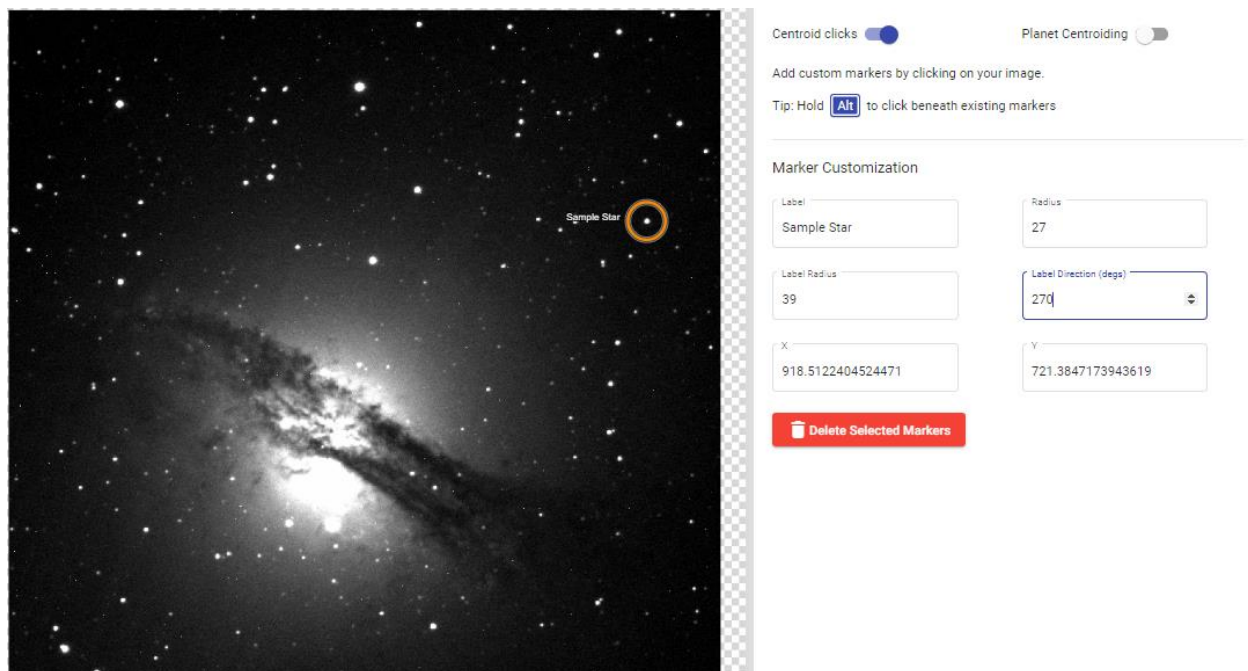 Sample Star
Centroid clicks
Planet Centroiding
Add custom markers by clicking on your image.
Tip: Hold Alt to click beneath existing markers
Marker Customization
Label
Sample Star
Radius
27
Label Radius
39
Label Direction (degs)
270
X
918.5122404524471
Y
721.3847173943619
Delete Selected Markers